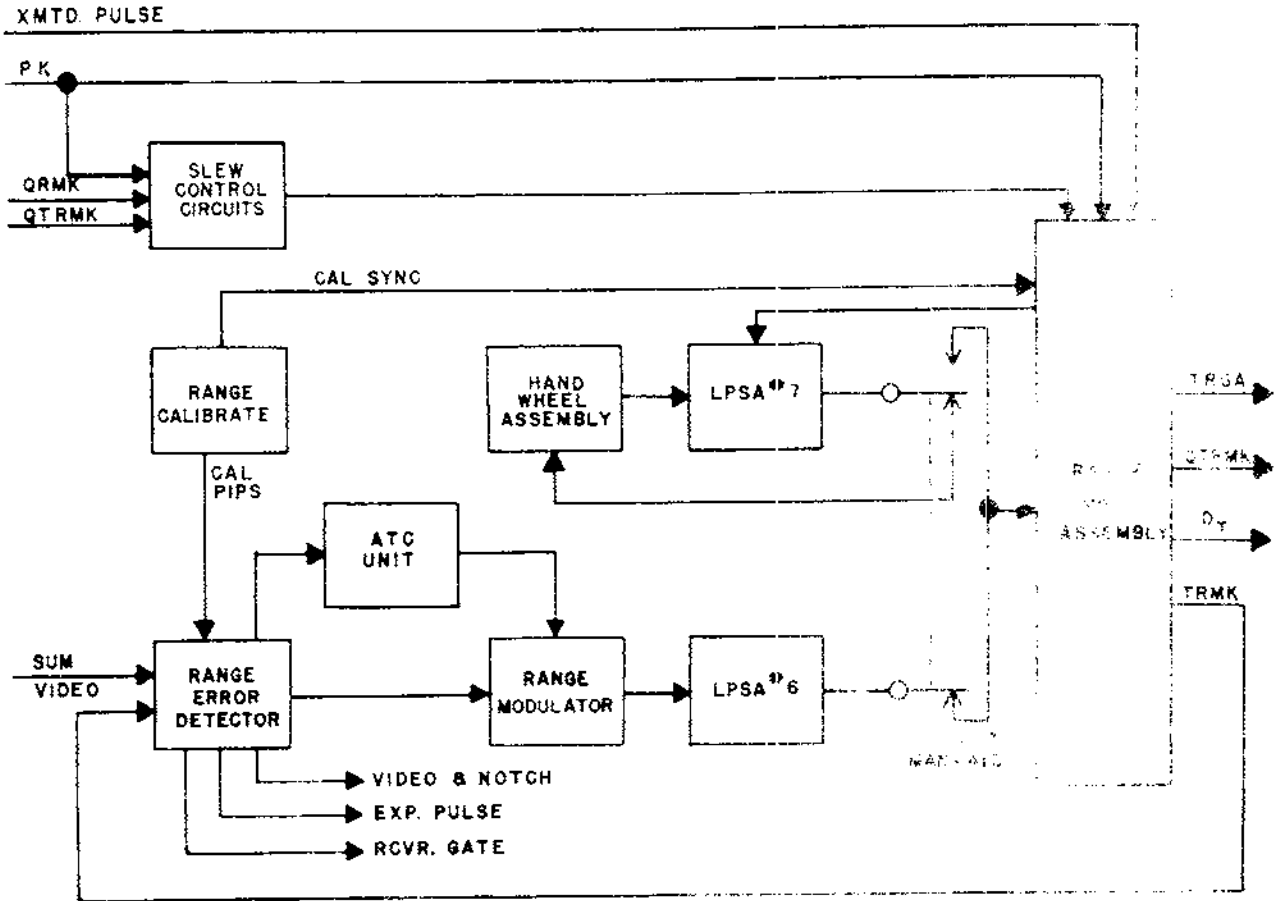 XMTD. PULSE
PK
SLEW
CONTROL
CIRCUITS
QRMK
QTRMK
CAL SYNC
RANGE
CALIBRATE
HAND
WHEEL
ASSEMBLY
LPSA #7
TRGA
CAL
PIPS
QTRMK
ATC
UNIT
ASSEMBLY
DT
TRMK
SUM
VIDEO
RANGE
ERROR
DETECTOR
RANGE
MODULATOR
LPSA #6
VIDEO & NOTCH
EXP. PULSE
RCVR. GATE